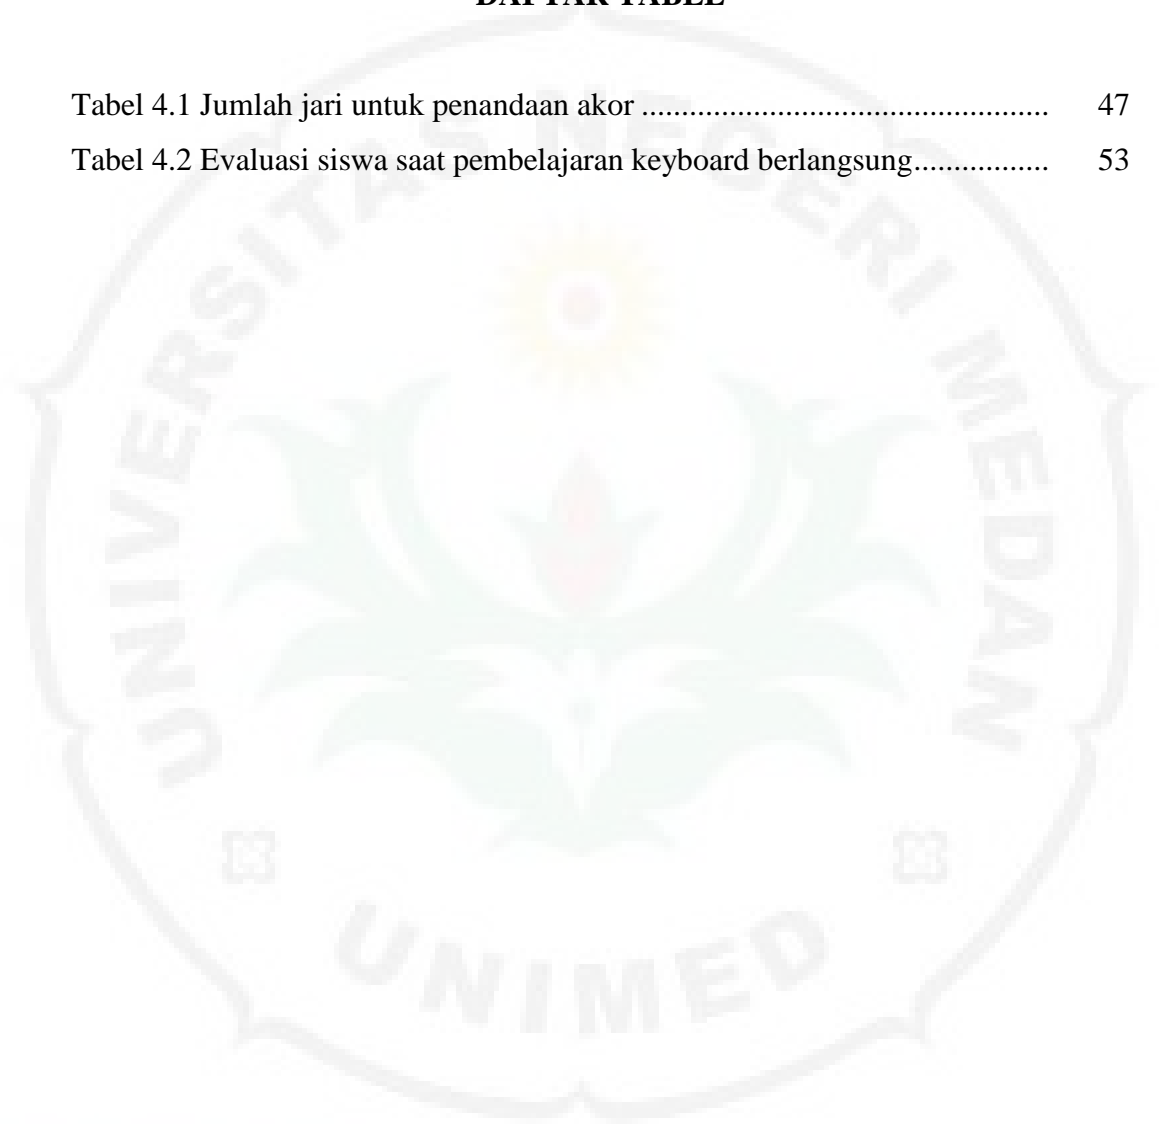 DAFTAR TABEL
Tabel 4.1 Jumlah jari untuk penandaan akor ................................................... 47
Tabel 4.2 Evaluasi siswa saat pembelajaran keyboard berlangsung................. 53
UNIVERSITAS NEGERI MEDAN
UNIMED